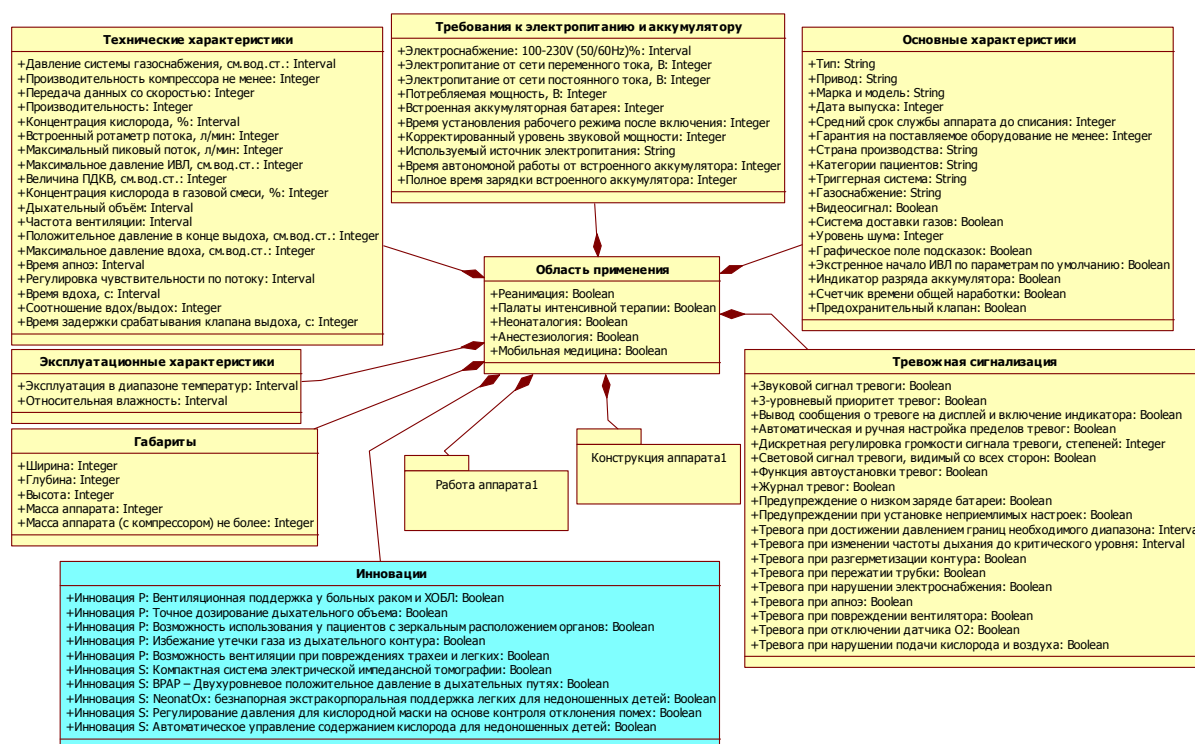 Технические характеристики
+Давление системы газоснабжения, см.вод.ст.: Interval
+Производительность компрессора не менее: Integer
+Передача данных со скоростью: Integer
+Производительность: Integer
+Концентрация кислорода, %: Interval
+Встроенный ротаметр потока, л/мин: Integer
+Максимальный пиковый поток, л/мин: Integer
+Максимальное давление ИВЛ, см.вод.ст.: Integer
+Величина ПДКВ, см.вод.ст.: Integer
+Концентрация кислорода в газовой смеси, %: Integer
+Дыхательный объём: Interval
+Частота вентиляции: Interval
+Положительное давление в конце выдоха, см.вод.ст.: Integer
+Максимальное давление вдоха, см.вод.ст.: Integer
+Время апноэ: Interval
+Регулировка чувствительности по потоку: Interval
+Время вдоха, с: Interval
+Соотношение вдох/выдох: Integer
+Время задержки срабатывания клапана выдоха, с: Integer
Требования к электропитанию и аккумулятору
+Электроснабжение: 100-230V (50/60Hz)%: Interval
+Электропитание от сети переменного тока, В: Integer
+Электропитание от сети постоянного тока, В: Integer
+Потребляемая мощность, В: Integer
+Встроенная аккумуляторная батарея: Integer
+Время установления рабочего режима после включения: Integer
+Корректированный уровень звуковой мощности: Integer
+Используемый источник электропитания: String
+Время автономной работы от встроенного аккумулятора: Integer
+Полное время зарядки встроенного аккумулятора: Integer
Основные характеристики
+Тип: String
+Привод: String
+Марка и модель: String
+Дата выпуска: Integer
+Средний срок службы аппарата до списания: Integer
+Гарантия на поставляемое оборудование не менее: Integer
+Страна производства: String
+Категории пациентов: String
+Триггерная система: String
+Газоснабжение: String
+Видеосигнал: Boolean
+Система доставки газов: Boolean
+Уровень шума: Integer
+Графическое поле подсказок: Boolean
+Экстренное начало ИВЛ по параметрам по умолчанию: Boolean
+Индикатор разряда аккумулятора: Boolean
+Счетчик времени общей наработки: Boolean
+Предохранительный клапан: Boolean
Область применения
+Реанимация: Boolean
+Палаты интенсивной терапии: Boolean
+Неонаталогия: Boolean
+Анестезиология: Boolean
+Мобильная медицина: Boolean
Эксплуатационные характеристики
+Эксплуатация в диапазоне температур: Interval
+Относительная влажность: Interval
Габариты
+Ширина: Integer
+Глубина: Integer
+Высота: Integer
+Масса аппарата: Integer
+Масса аппарата (с компрессором) не более: Integer
Работа аппарата1
Конструкция аппарата1
Тревожная сигнализация
+Звуковой сигнал тревоги: Boolean
+3-уровневый приоритет тревог: Boolean
+Вывод сообщения о тревоге на дисплей и включение индикатора: Boolean
+Автоматическая и ручная настройка пределов тревог: Boolean
+Дискретная регулировка громкости сигнала тревоги, степеней: Integer
+Световой сигнал тревоги, видимый со всех сторон: Boolean
+Функция автоустановки тревог: Boolean
+Журнал тревог: Boolean
+Предупреждение о низком заряде батареи: Boolean
+Предупреждении при установке неприемлимых настроек: Boolean
+Тревога при достижении давлением границ необходимого диапазона: Interva
+Тревога при изменении частоты дыхания до критического уровня: Interval
+Тревога при разгерметизации контура: Boolean
+Тревога при пережатии трубки: Boolean
+Тревога при нарушении электроснабжения: Boolean
+Тревога при апноэ: Boolean
+Тревога при повреждении вентилятора: Boolean
+Тревога при отключении датчика О2: Boolean
+Тревога при нарушении подачи кислорода и воздуха: Boolean
Инновации
+Инновация P: Вентиляционная поддержка у больных раком и ХОБЛ: Boolean
+Инновация P: Точное дозирование дыхательного объема: Boolean
+Инновация P: Возможность использования у пациентов с зеркальным расположением органов: Boolean
+Инновация P: Избежание утечки газа из дыхательного контура: Boolean
+Инновация P: Возможность вентиляции при повреждениях трахеи и легких: Boolean
+Инновация S: Компактная система электрической импедансной томографии: Boolean
+Инновация S: BPAP – Двухуровневое положительное давление в дыхательных путях: Boolean
+Инновация S: NeonatOx: безнапорная экстракорпоральная поддержка легких для недоношенных детей: Boolean
+Инновация S: Регулирование давления для кислородной маски на основе контроля отклонения помех: Boolean
+Инновация S: Автоматическое управление содержанием кислорода для недоношенных детей: Boolean